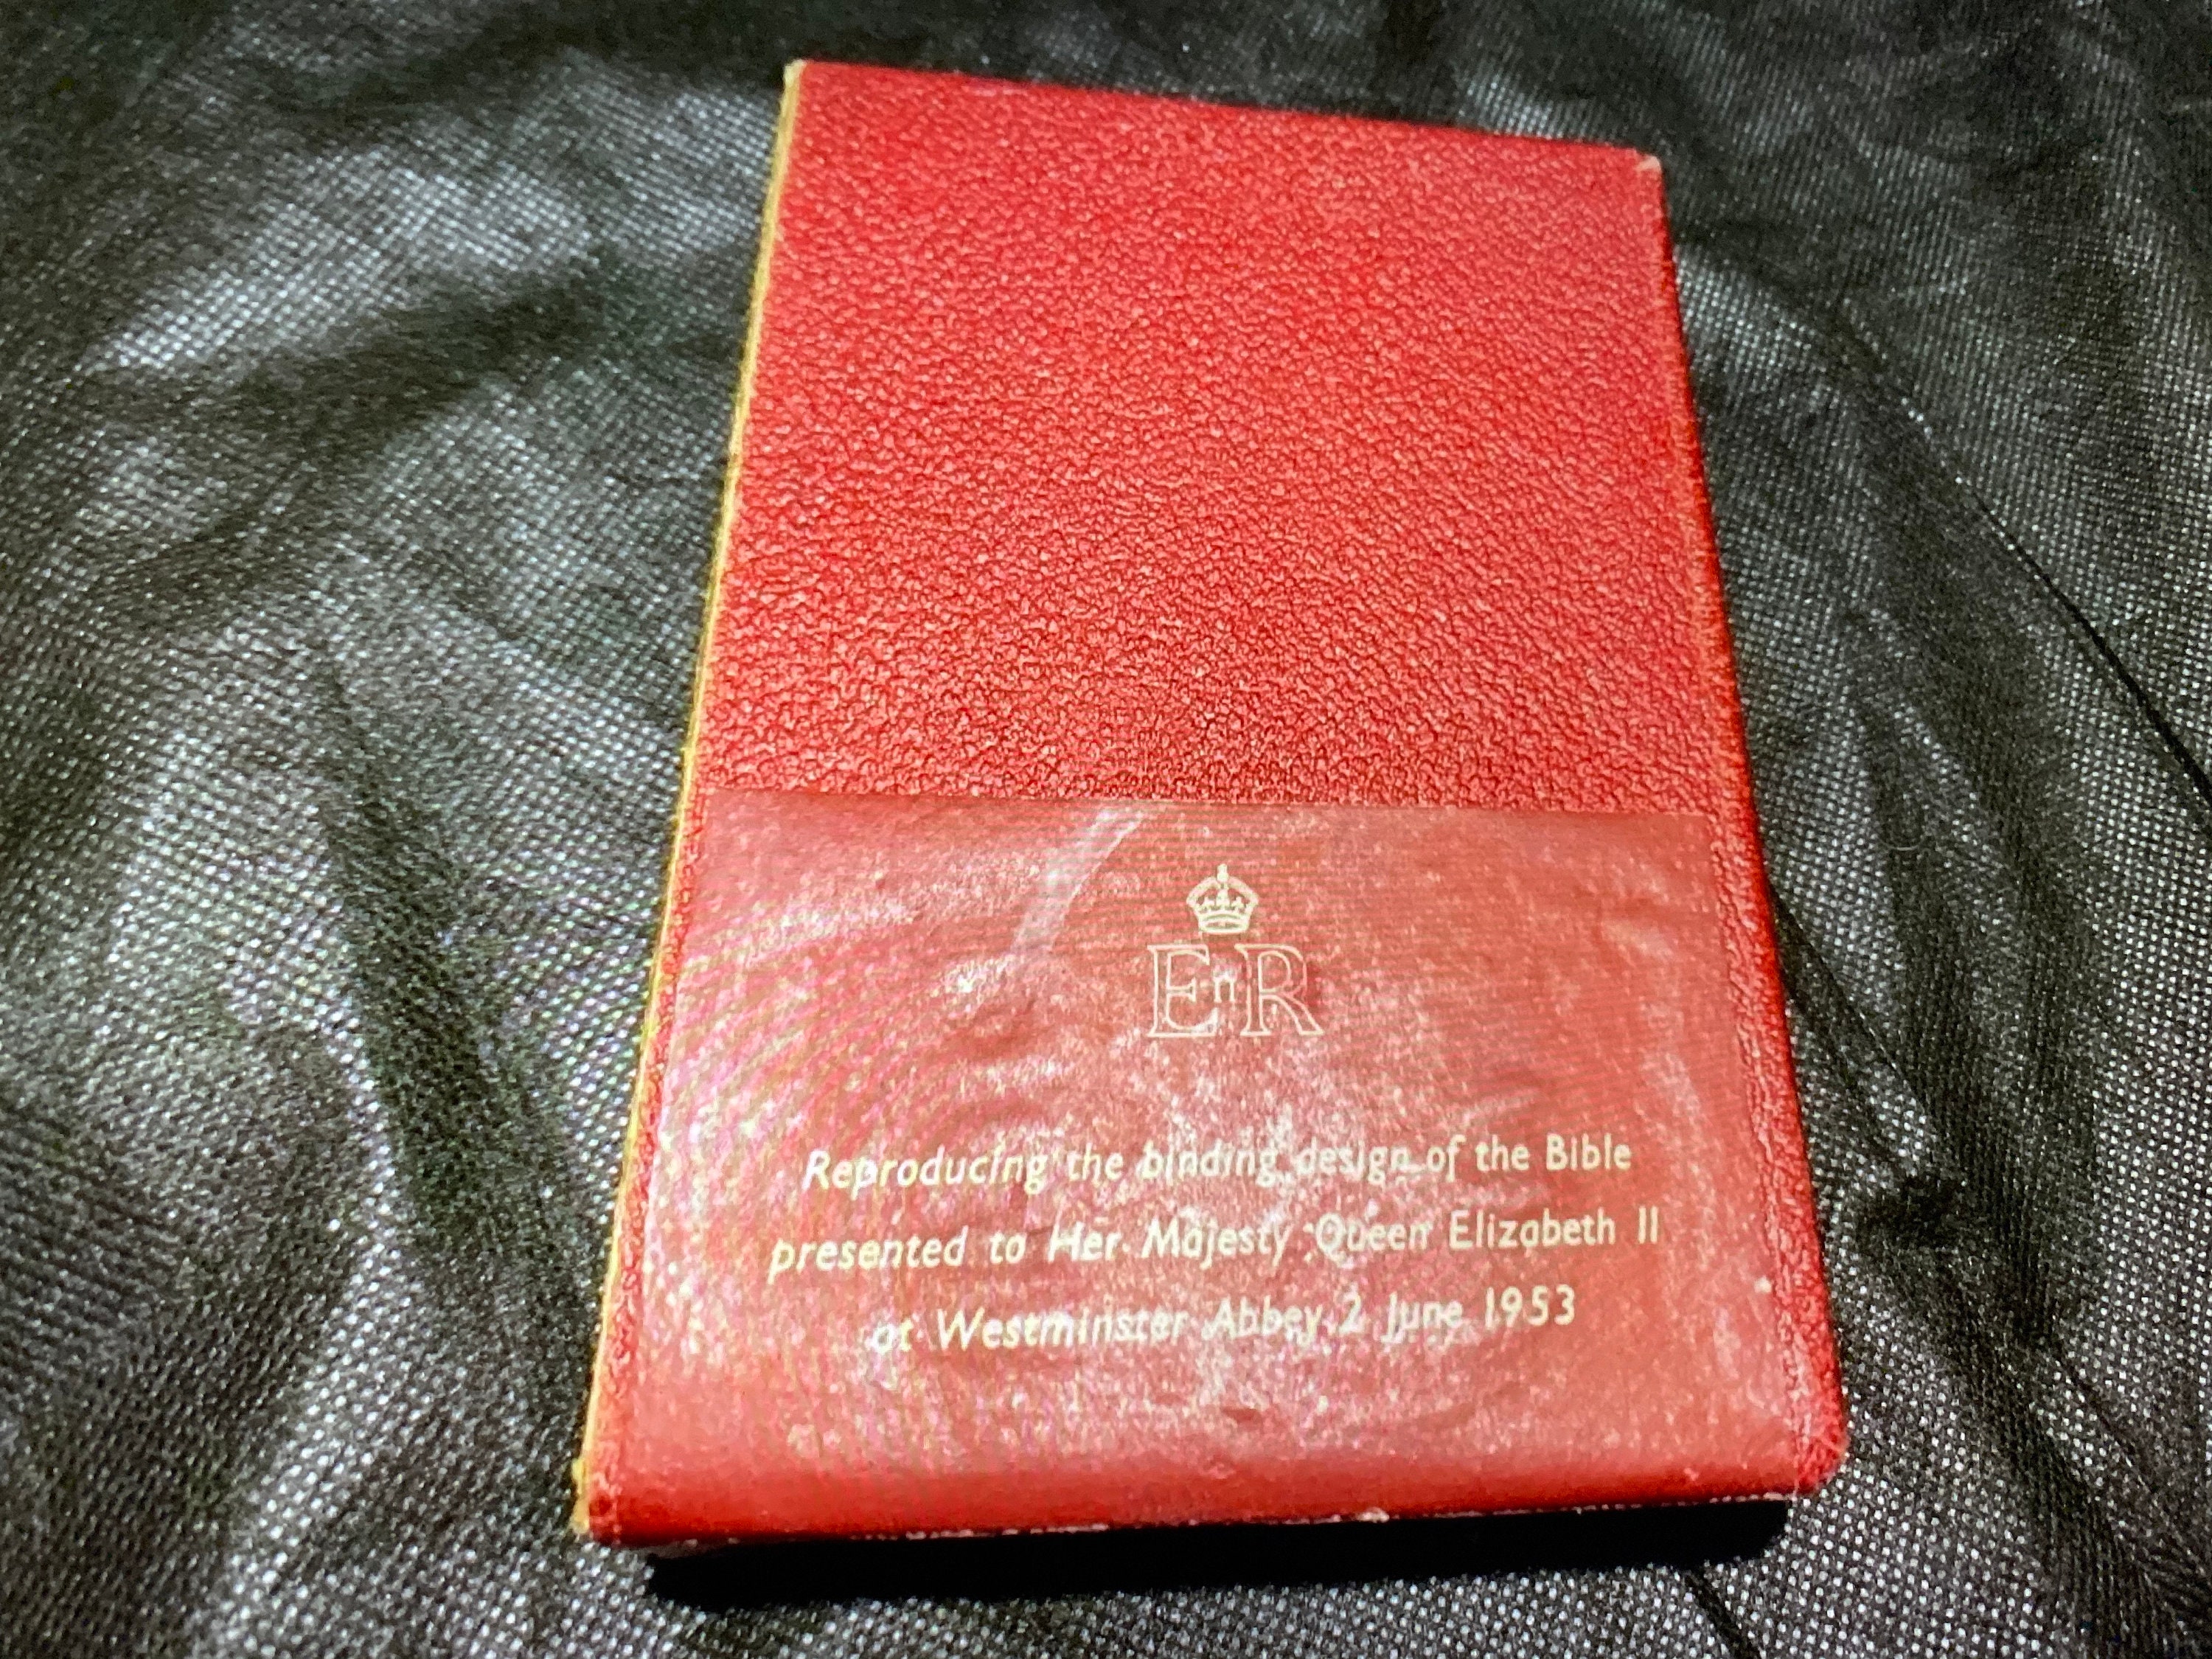 E II R
Reproducing the binding design of the Bible
presented to Her Majesty Queen Elizabeth II
at Westminster Abbey 2 June 1953